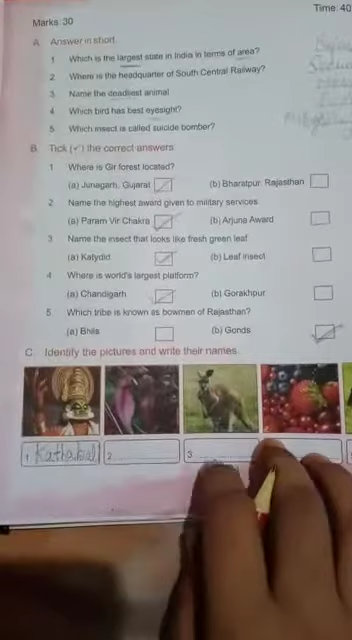 Time: 40
Marks: 30
A. Answer in short.
1. Which is the largest state in India in terms of area?
2. Where is the headquarter of South Central Railway?
3. Name the deadliest animal
4. Which bird has best eyesight?
5. Which insect is called suicide bomber?
B. Tick (✓) the correct answers
1. Where is Gir forest located?
(a) Junagarh, Gujarat (b) Bharatpur, Rajasthan
2. Name the highest award given to military services
(a) Param Vir Chakra (b) Arjuna Award
3. Name the insect that looks like fresh green leaf
(a) Katydid (b) Leaf insect
4. Where is world's largest platform?
(a) Chandigarh (b) Gorakhpur
5. Which tribe is known as bowmen of Rajasthan?
(a) Bhils (b) Gonds
C. Identify the pictures and write their names.
1. Kathakali 2. 3.